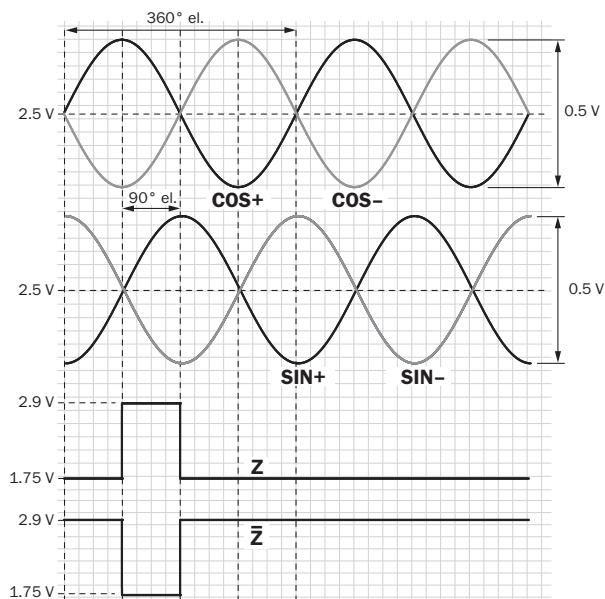 360° el.
2.5 V
0.5 V
90° el.
COS+ COS–
2.5 V
0.5 V
SIN+ SIN–
2.9 V
Z
1.75 V
2.9 V
Z̄
1.75 V